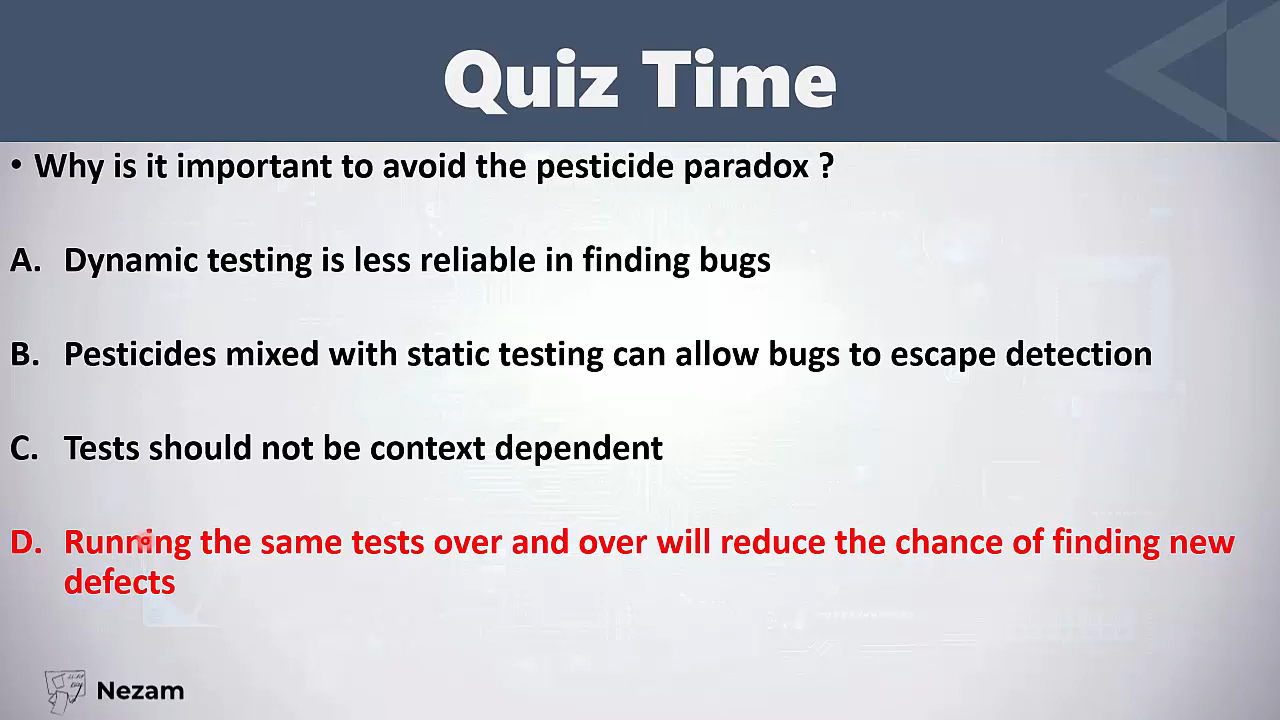 Quiz Time
• Why is it important to avoid the pesticide paradox ?
A. Dynamic testing is less reliable in finding bugs
B. Pesticides mixed with static testing can allow bugs to escape detection
C. Tests should not be context dependent
D. Running the same tests over and over will reduce the chance of finding new
defects
Nezam